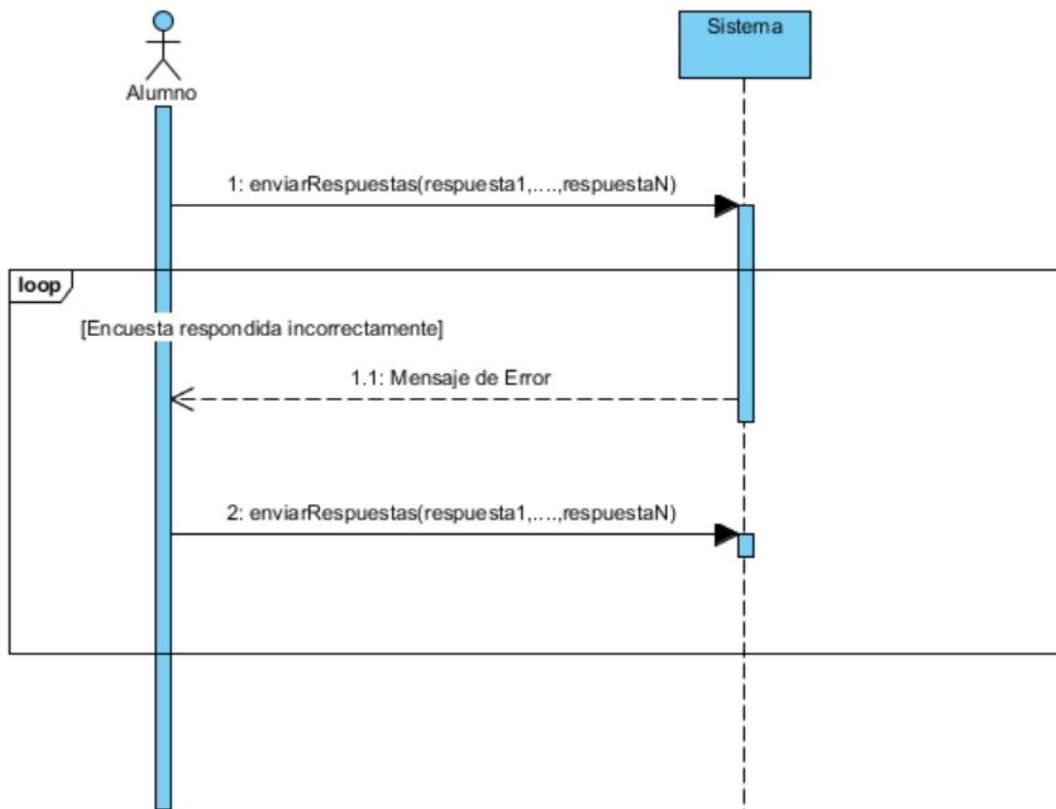 Sistema
Alumno
1: enviarRespuestas(respuesta1,....,respuestaN)
loop
[Encuesta respondida incorrectamente]
1.1: Mensaje de Error
2: enviarRespuestas(respuesta1,....,respuestaN)